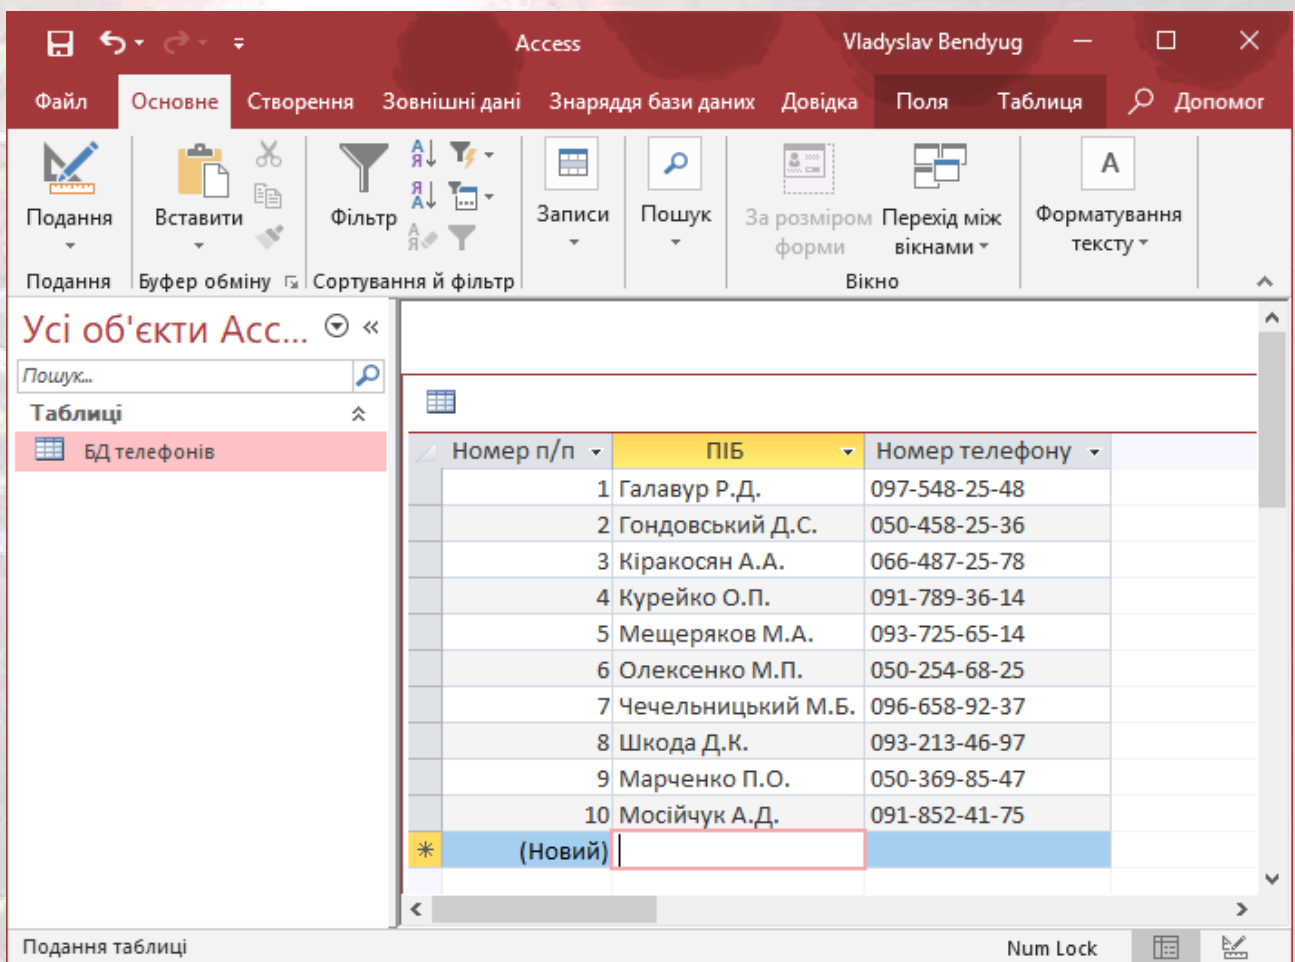 Access
Vladyslav Bendyug
Файл Основне Створення Зовнішні дані Знаряддя бази даних Довідка Поля Таблиця Допомог
Подання
Вставити
Фільтр
Записи
Пошук
За розміром форми
Перехід між вікнами
Форматування тексту
Подання Буфер обміну Сортування й фільтр Вікно
Усі об'єкти Acc...
Пошук...
Таблиці
БД телефонів
Номер п/п ПІБ Номер телефону
1 Галавур Р.Д. 097-548-25-48
2 Гондовський Д.С. 050-458-25-36
3 Кіракосян А.А. 066-487-25-78
4 Курейко О.П. 091-789-36-14
5 Мещеряков М.А. 093-725-65-14
6 Олексенко М.П. 050-254-68-25
7 Чечельницький М.Б. 096-658-92-37
8 Шкода Д.К. 093-213-46-97
9 Марченко П.О. 050-369-85-47
10 Мосійчук А.Д. 091-852-41-75
(Новий)
Подання таблиці
Num Lock